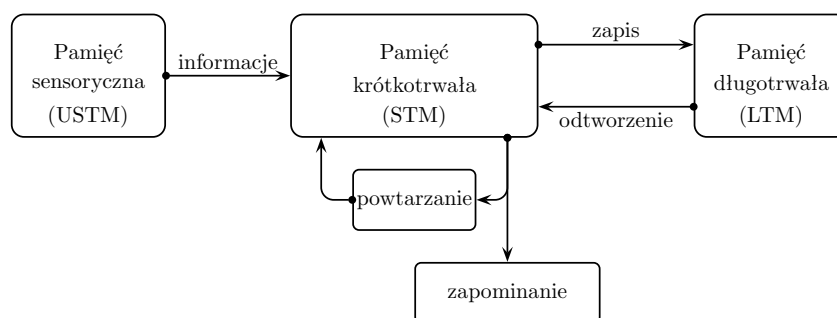 Pamięć
sensoryczna
(USTM)
informacje
Pamięć
krótkotrwała
(STM)
zapis
odtworzenie
Pamięć
długotrwała
(LTM)
powtarzanie
zapominanie